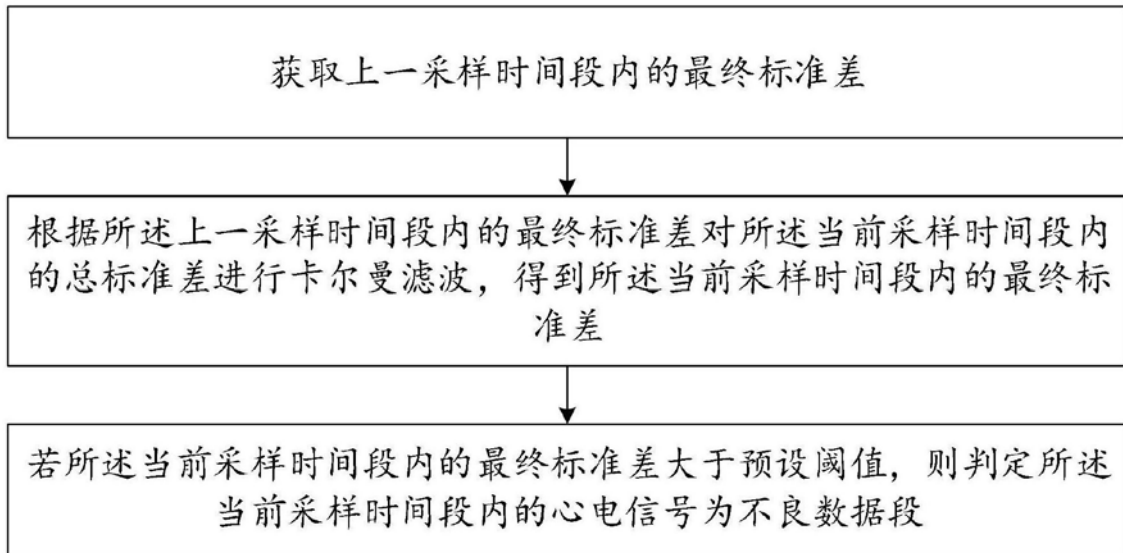 获取上一采样时间段内的最终标准差
根据所述上一采样时间段内的最终标准差对所述当前采样时间段内
的总标准差进行卡尔曼滤波，得到所述当前采样时间段内的最终标
准差
若所述当前采样时间段内的最终标准差大于预设阈值，则判定所述
当前采样时间段内的心电信号为不良数据段